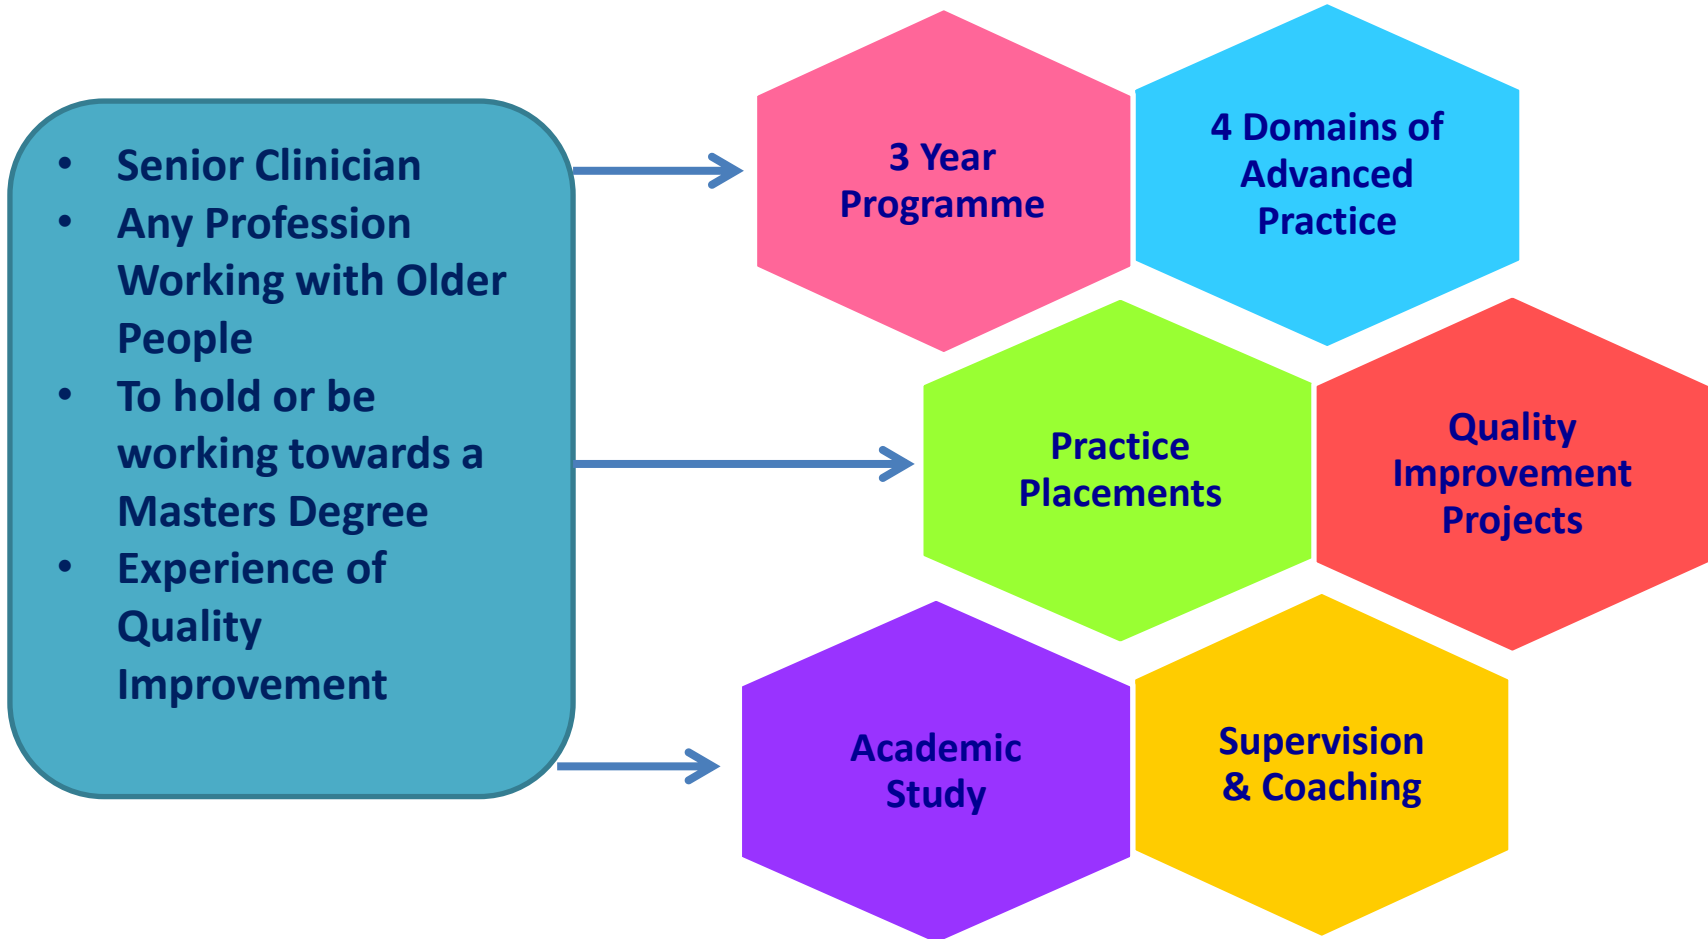 • Senior Clinician
• Any Profession
Working with Older
People
• To hold or be
working towards a
Masters Degree
• Experience of
Quality
Improvement
3 Year
Programme
4 Domains of
Advanced
Practice
Practice
Placements
Quality
Improvement
Projects
Academic
Study
Supervision
& Coaching